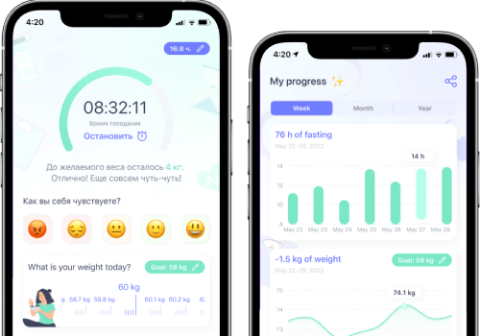 4:20
16:8 ч.
08:32:11
Время голодания
Остановить
До желаемого веса осталось 4 кг.
Отлично! Еще совсем чуть-чуть!
Как вы себя чувствуете?
What is your weight today?
Goal: 58 kg
60 kg
58.7 kg 59.8 kg 60.1 kg 60.2 kg
4:20
My progress
Week Month Year
76 h of fasting
May 22-28, 2022
14 h
14
12
10
8
May 22 May 23 May 24 May 25 May 26 May 27 May 28
-1.5 kg of weight
May 22-28, 2022
Goal: 58 kg
74.1 kg
75
74
73